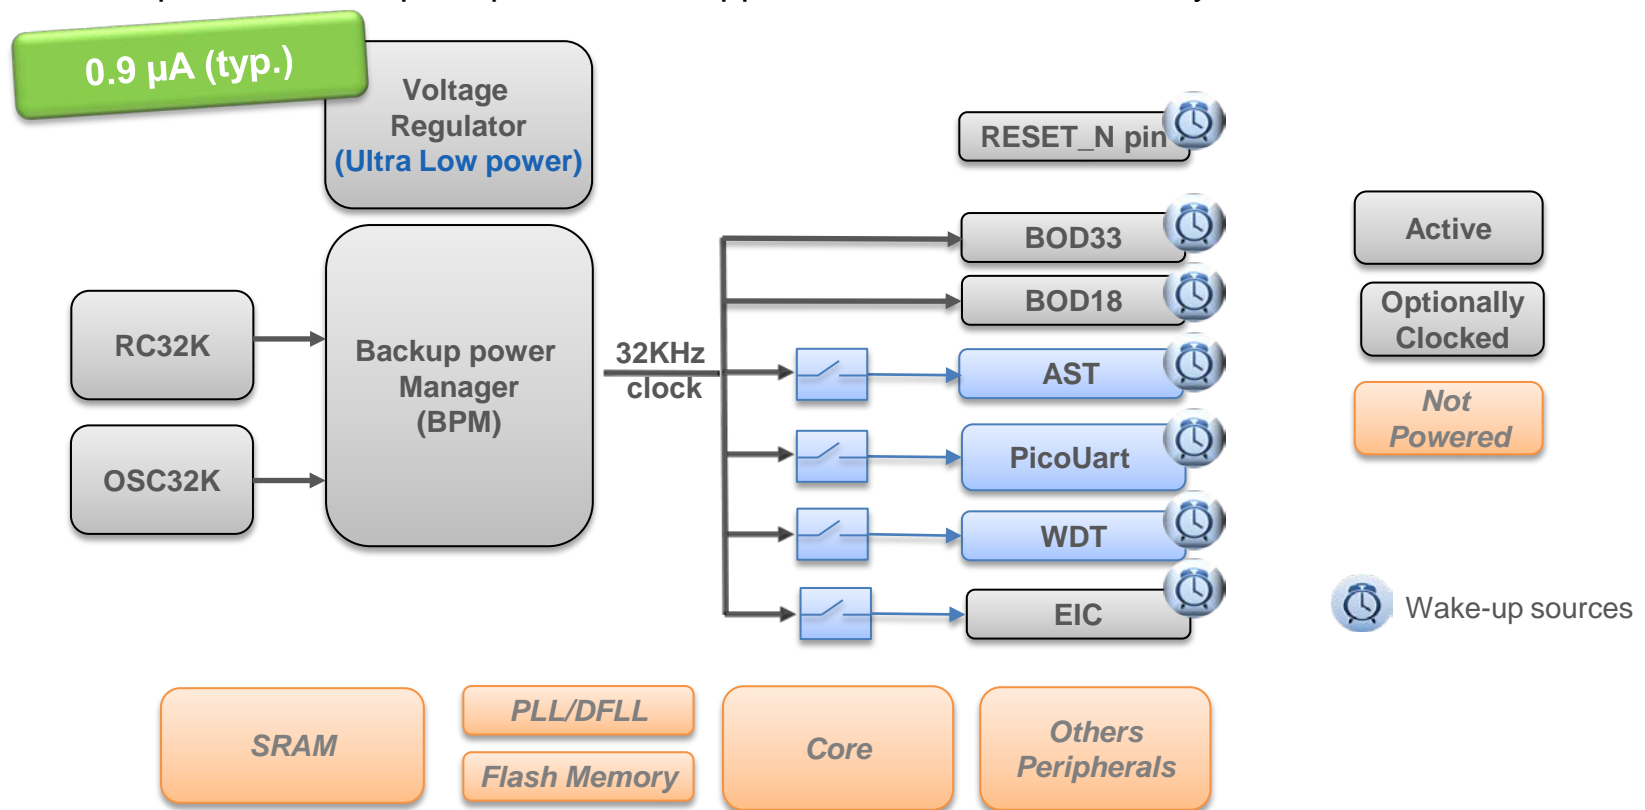 0.9 µA (typ.)
Voltage
Regulator
(Ultra Low power)
RESET_N pin
BOD33
BOD18
RC32K
Backup power
Manager
(BPM)
32KHz
clock
AST
OSC32K
PicoUart
WDT
EIC
Active
Optionally
Clocked
Not
Powered
Wake-up sources
SRAM
PLL/DFLL
Flash Memory
Core
Others
Peripherals